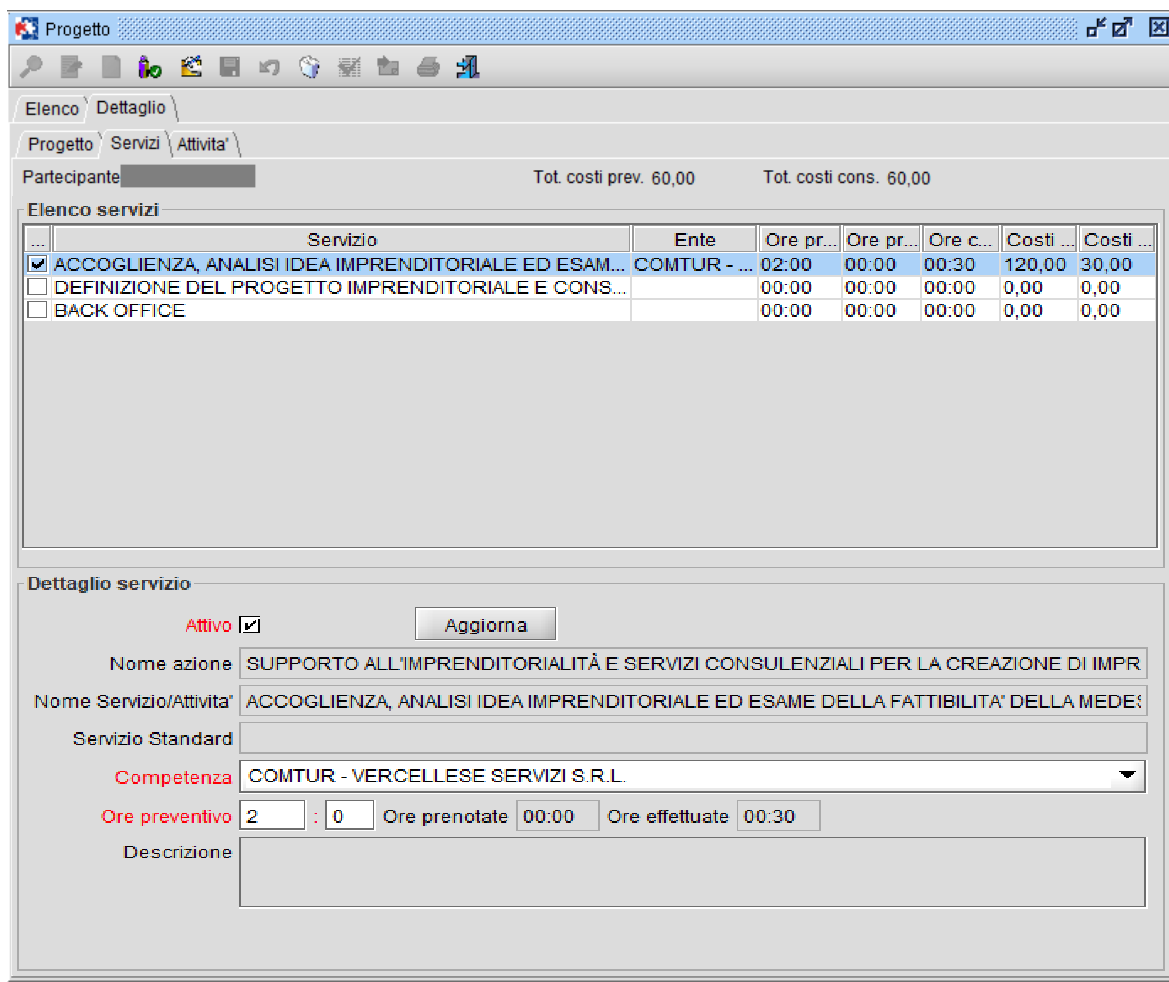 Progetto
Elenco Dettaglio
Progetto Servizi Attivita'
Partecipante Tot. costi prev. 60,00 Tot. costi cons. 60,00
Elenco servizi
... Servizio Ente Ore pr... Ore pr... Ore c... Costi ... Costi ...
ACCOGLIENZA, ANALISI IDEA IMPRENDITORIALE ED ESAM... COMTUR - ... 02:00 00:00 00:30 120,00 30,00
DEFINIZIONE DEL PROGETTO IMPRENDITORIALE E CONS... 00:00 00:00 00:00 0,00 0,00
BACK OFFICE 00:00 00:00 00:00 0,00 0,00
Dettaglio servizio
Attivo Aggiorna
Nome azione SUPPORTO ALL'IMPRENDITORIALITÀ E SERVIZI CONSULENZIALI PER LA CREAZIONE DI IMPR
Nome Servizio/Attivita' ACCOGLIENZA, ANALISI IDEA IMPRENDITORIALE ED ESAME DELLA FATTIBILITA' DELLA MEDES
Servizio Standard
Competenza COMTUR - VERCELLESE SERVIZI S.R.L.
Ore preventivo 2 : 0 Ore prenotate 00:00 Ore effettuate 00:30
Descrizione